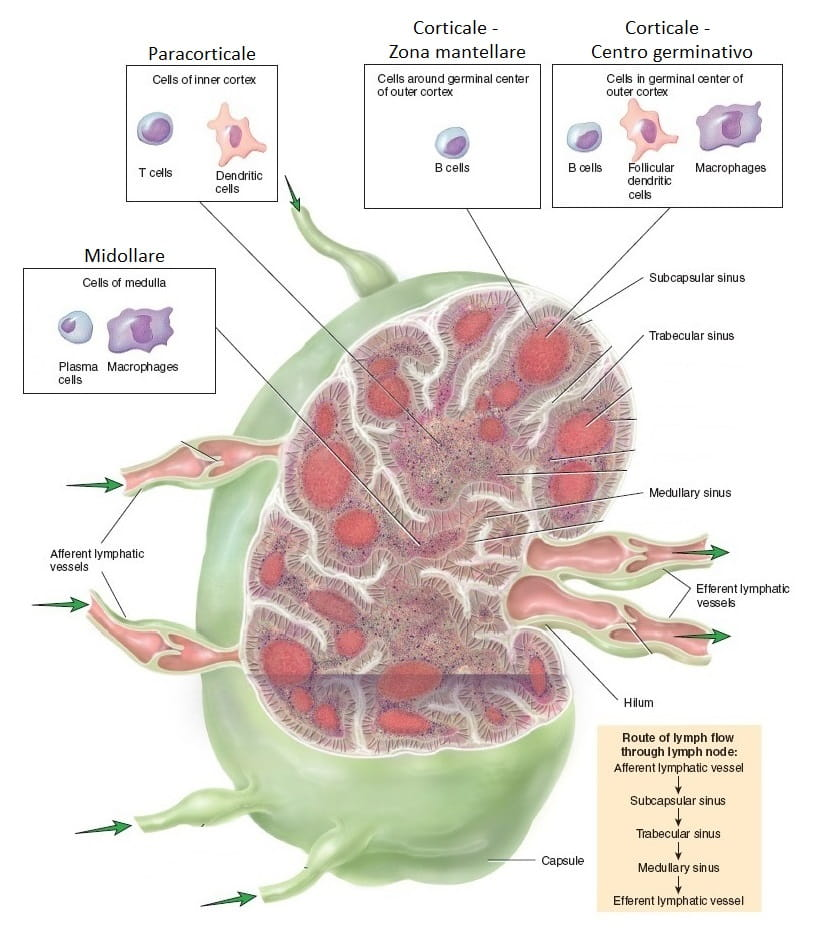 Corticale -
Zona mantellare
Corticale -
Centro germinativo
Paracorticale
Cells of inner cortex
T cells
Dendritic
cells
Cells around germinal center
of outer cortex
B cells
Cells in germinal center of
outer cortex
B cells
Follicular
dendritic
cells
Macrophages
Midollare
Cells of medulla
Plasma
cells
Macrophages
Subcapsular sinus
Trabecular sinus
Medullary sinus
Afferent lymphatic
vessels
Efferent lymphatic
vessels
Hilum
Route of lymph flow
through lymph node:
Afferent lymphatic vessel
Subcapsular sinus
Trabecular sinus
Medullary sinus
Efferent lymphatic vessel
Capsule